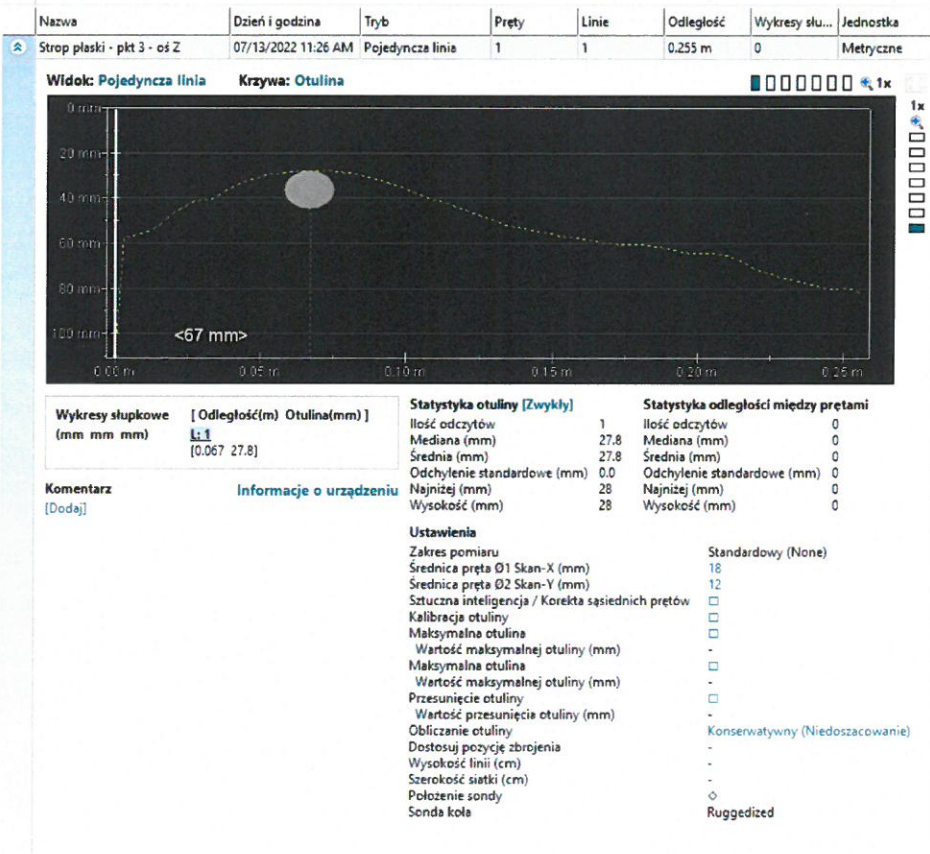 Nazwa Dzień i godzina Tryb Pręty Linie Odległość Wykresy słu... Jednostka
Strop płaski - pkt 3 - oś Z 07/13/2022 11:26 AM Pojedyncza linia 1 1 0.255 m 0 Metryczne
Widok: Pojedyncza linia Krzywa: Otulina 1x
1x
0 mm
20 mm
40 mm
60 mm
80 mm
100 mm
<67 mm>
0.00 m 0.05 m 0.10 m 0.15 m 0.20 m 0.25 m
Wykresy słupkowe [ Odległość(m) Otulina(mm) ]
(mm mm mm) L: 1
[0.067 27.8]
Komentarz Informacje o urządzeniu
[Dodaj]
Statystyka otuliny [Zwykły]
Ilość odczytów 1
Mediana (mm) 27.8
Średnia (mm) 27.8
Odchylenie standardowe (mm) 0.0
Najniżej (mm) 28
Wysokość (mm) 28
Statystyka odległości między prętami
Ilość odczytów 0
Mediana (mm) 0
Średnia (mm) 0
Odchylenie standardowe (mm) 0
Najniżej (mm) 0
Wysokość (mm) 0
Ustawienia
Zakres pomiaru Standardowy (None)
Średnica pręta Ø1 Skan-X (mm) 18
Średnica pręta Ø2 Skan-Y (mm) 12
Sztuczna inteligencja / Korekta sąsiednich prętów
Kalibracja otuliny
Maksymalna otulina
Wartość maksymalnej otuliny (mm) -
Maksymalna otulina
Wartość maksymalnej otuliny (mm) -
Przesunięcie otuliny
Wartość przesunięcia otuliny (mm) -
Obliczanie otuliny Konserwatywny (Niedoszacowanie)
Dostosuj pozycję zbrojenia -
Wysokość linii (cm) -
Szerokość siatki (cm) -
Położenie sondy
Sonda koła Ruggedized